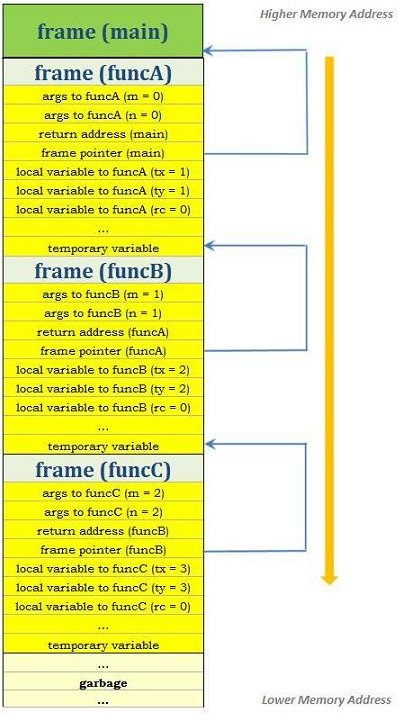 Higher Memory Address
frame (main)
frame (funcA)
args to funcA (m = 0)
args to funcA (n = 0)
return address (main)
frame pointer (main)
local variable to funcA (tx = 1)
local variable to funcA (ty = 1)
local variable to funcA (rc = 0)
...
temporary variable
frame (funcB)
args to funcB (m = 1)
args to funcB (n = 1)
return address (funcA)
frame pointer (funcA)
local variable to funcB (tx = 2)
local variable to funcB (ty = 2)
local variable to funcB (rc = 0)
...
temporary variable
frame (funcC)
args to funcC (m = 2)
args to funcC (n = 2)
return address (funcB)
frame pointer (funcB)
local variable to funcC (tx = 3)
local variable to funcC (ty = 3)
local variable to funcC (rc = 0)
...
temporary variable
...
garbage
...
Lower Memory Address